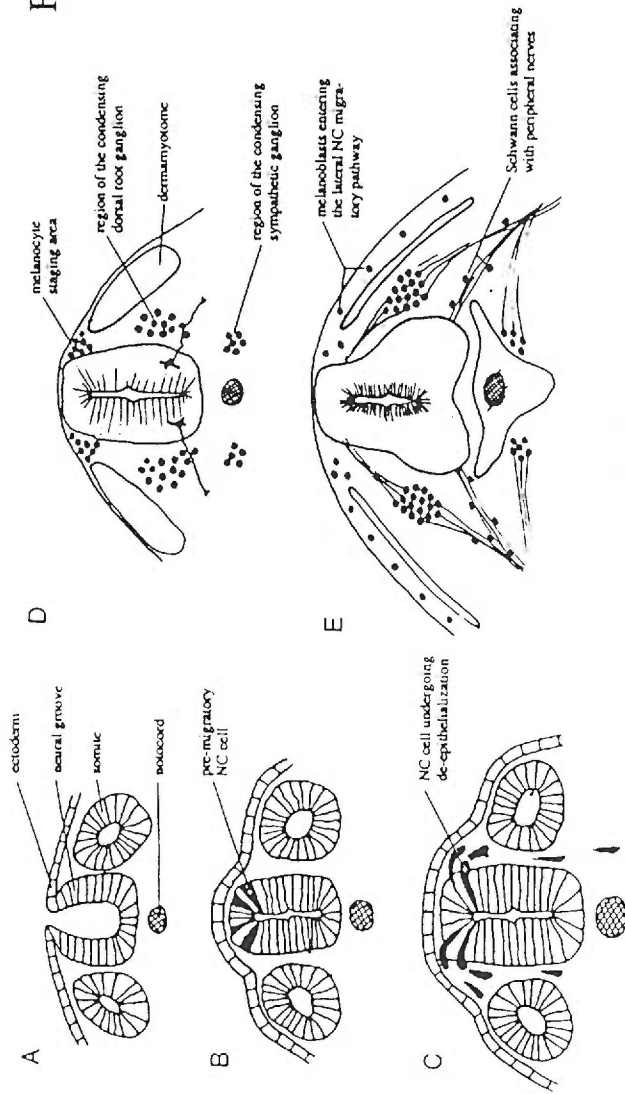 A
ectoderm
neural groove
somite
notocord
B
pre-migratory
NC cell
C
NC cell undergoing
de-epithelialization
D
melanocyte
staging area
region of the condensing
dorsal root ganglion
dermamyotome
region of the condensing
sympathetic ganglion
E
melanoblasts entering
the lateral NC migra-
tory pathway
Schwann cells associating
with peripheral nerves